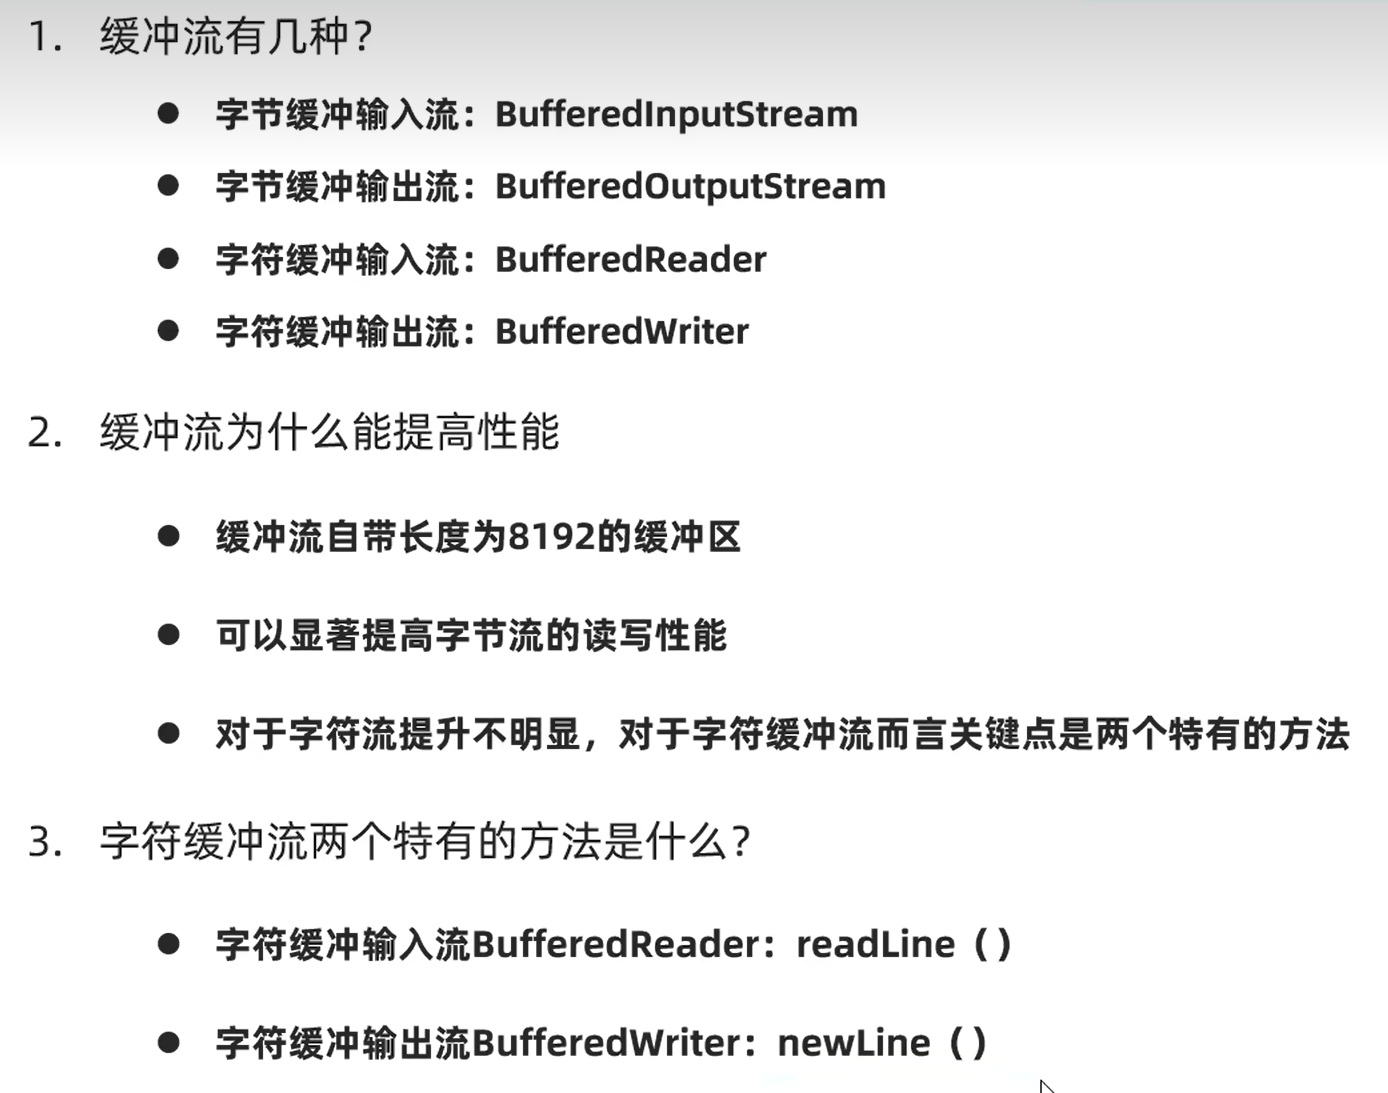 1. 缓冲流有几种？
● 字节缓冲输入流：BufferedInputStream
● 字节缓冲输出流：BufferedOutputStream
● 字符缓冲输入流：BufferedReader
● 字符缓冲输出流：BufferedWriter
2. 缓冲流为什么能提高性能
● 缓冲流自带长度为8192的缓冲区
● 可以显著提高字节流的读写性能
● 对于字符流提升不明显，对于字符缓冲流而言关键点是两个特有的方法
3. 字符缓冲流两个特有的方法是什么？
● 字符缓冲输入流BufferedReader：readLine（）
● 字符缓冲输出流BufferedWriter：newLine（）